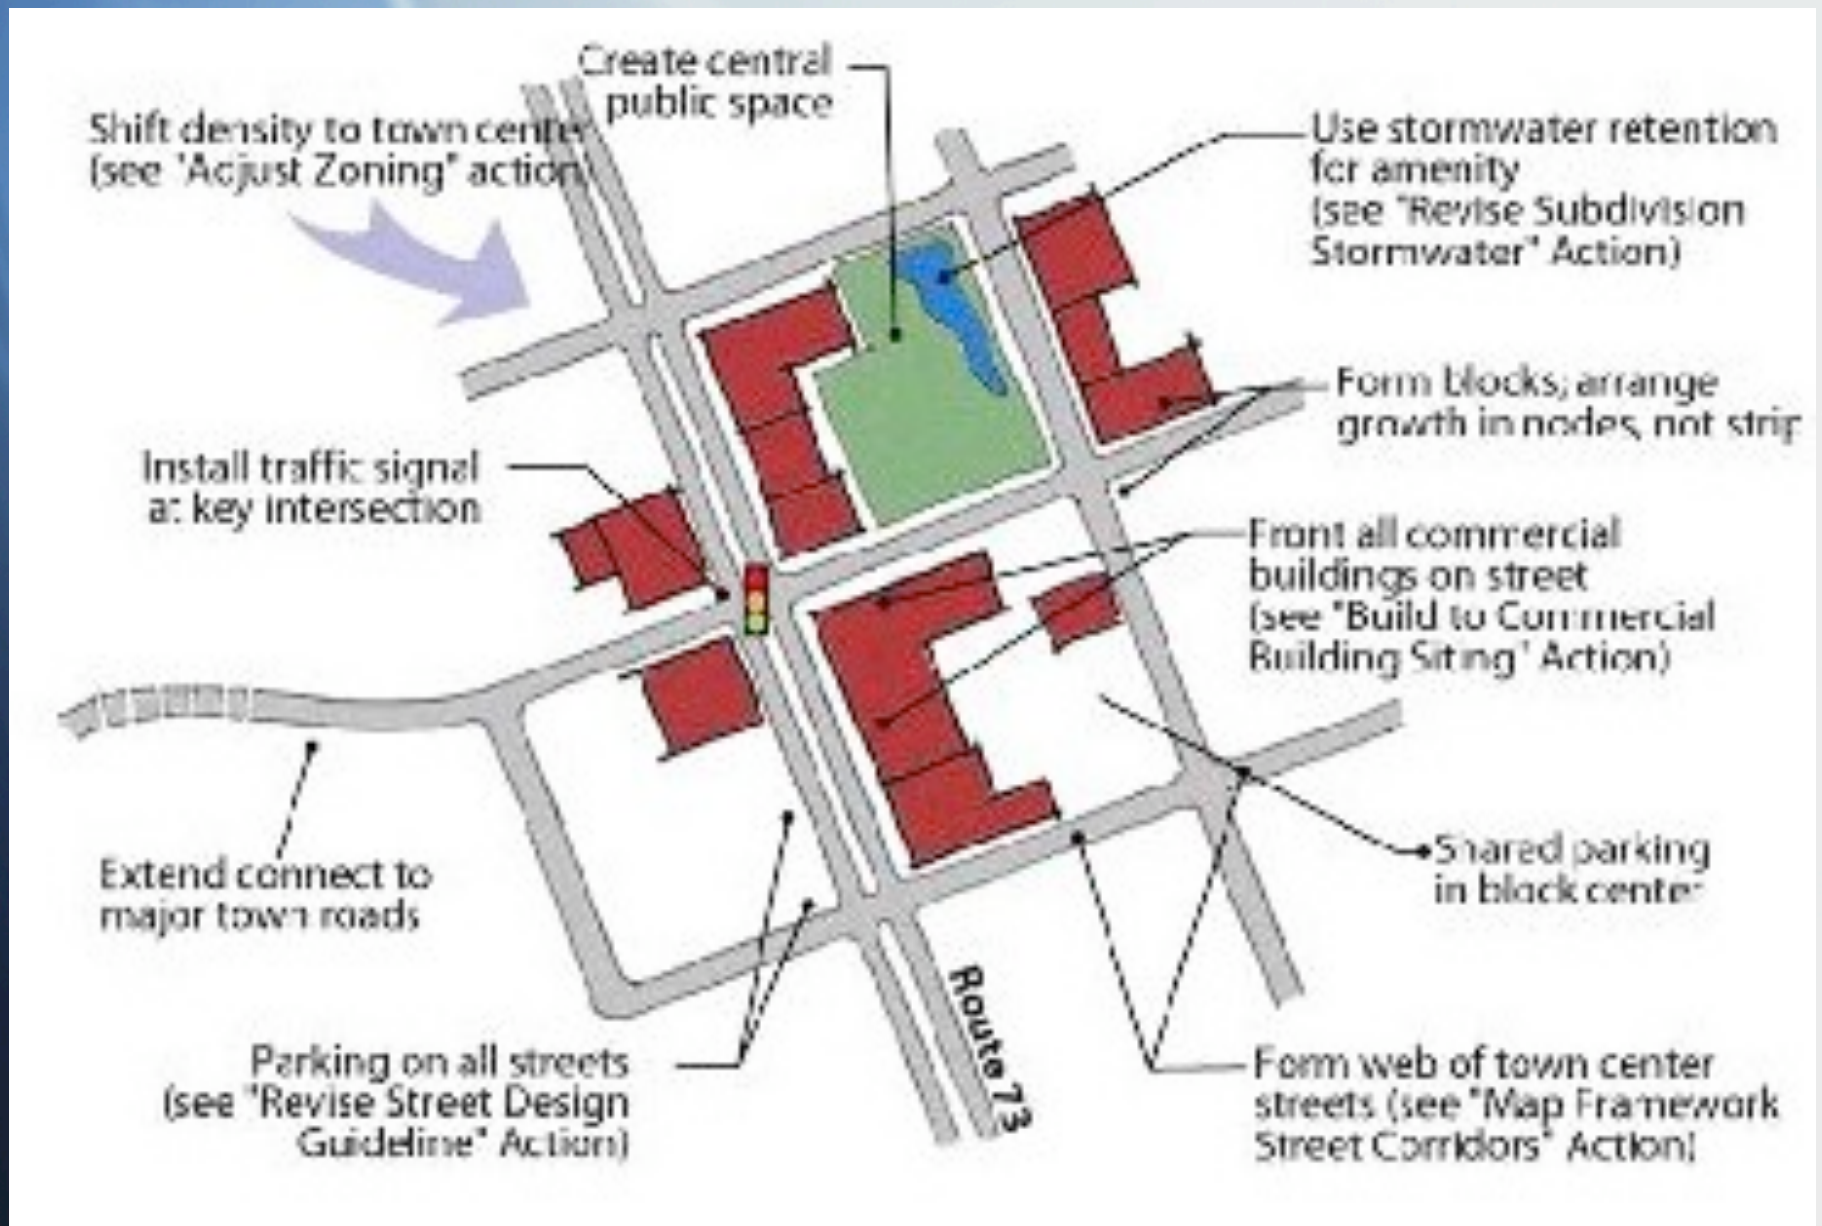 Create central
public space
Shift density to town center
(see "Adjust Zoning" action)
Use stormwater retention
for amenity
(see "Revise Subdivision
Stormwater" Action)
Form blocks; arrange
growth in nodes, not strip
Install traffic signal
at key intersection
Front all commercial
buildings on street
(see "Build to Commercial
Building Siting" Action)
Extend connect to
major town roads
Shared parking
in block center
Route 73
Parking on all streets
(see "Revise Street Design
Guideline" Action)
Form web of town center
streets (see "Map Framework
Street Corridors" Action)